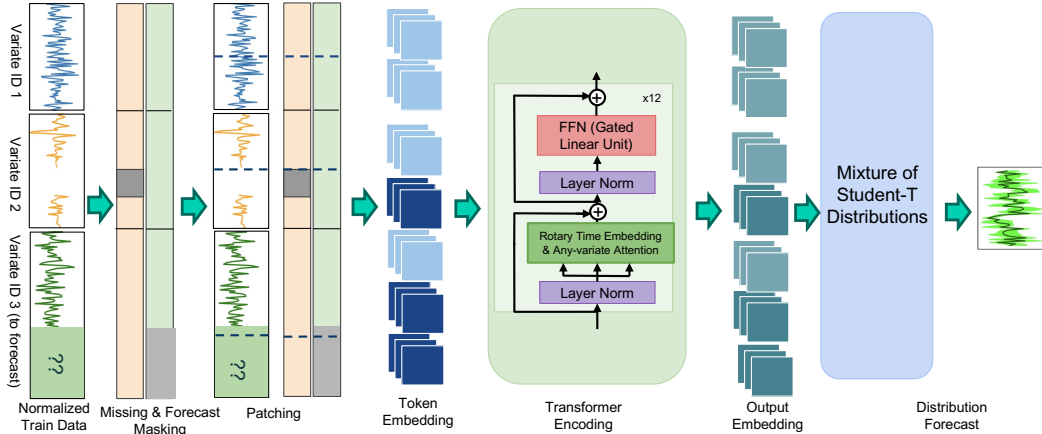 Variate ID 1
Variate ID 2
Variate ID 3 (to forecast)
??
??
x12
FFN (Gated
Linear Unit)
Layer Norm
Rotary Time Embedding
& Any-variate Attention
Layer Norm
Mixture of
Student-T
Distributions
Normalized
Train Data
Missing & Forecast
Masking
Patching
Token
Embedding
Transformer
Encoding
Output
Embedding
Distribution
Forecast